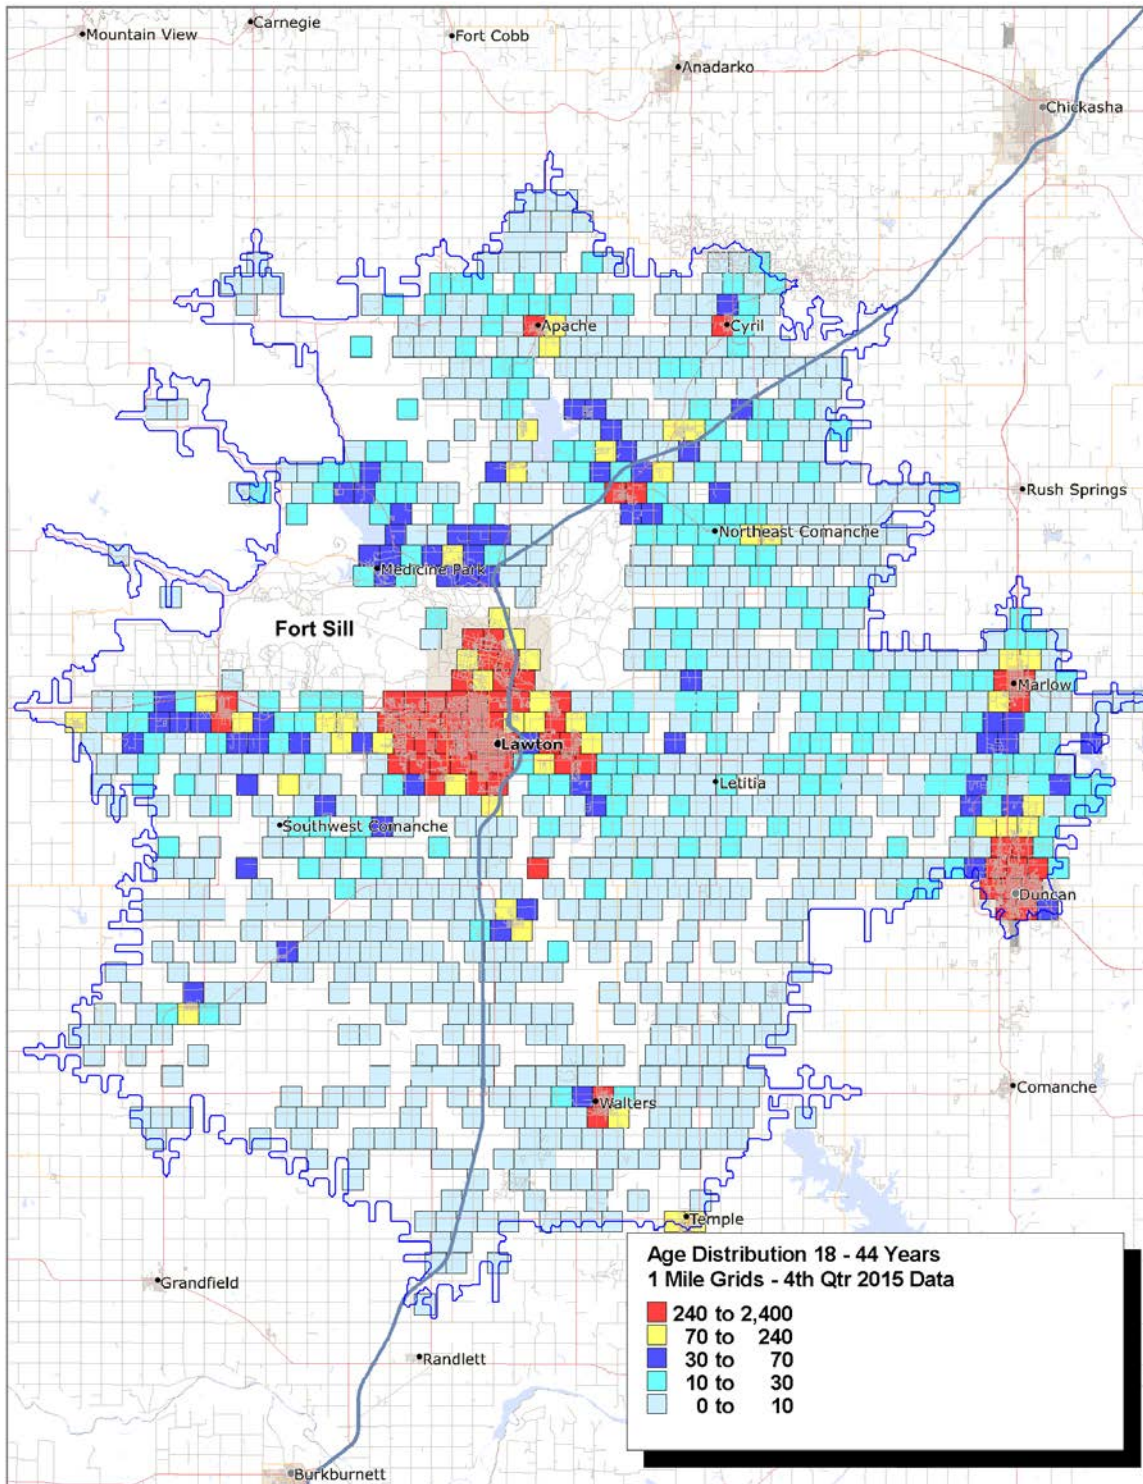 Carnegie
Mountain View
Fort Cobb
Anadarko
Chickasha
Apache
Cyril
Rush Springs
Northeast Comanche
Medicine Park
Fort Sill
Marlow
Lawton
Letitia
Southwest Comanche
Duncan
Comanche
Walters
Temple
Grandfield
Randlett
Burkburnett
Age Distribution 18 - 44 Years
1 Mile Grids - 4th Qtr 2015 Data
240 to 2,400
70 to 240
30 to 70
10 to 30
0 to 10